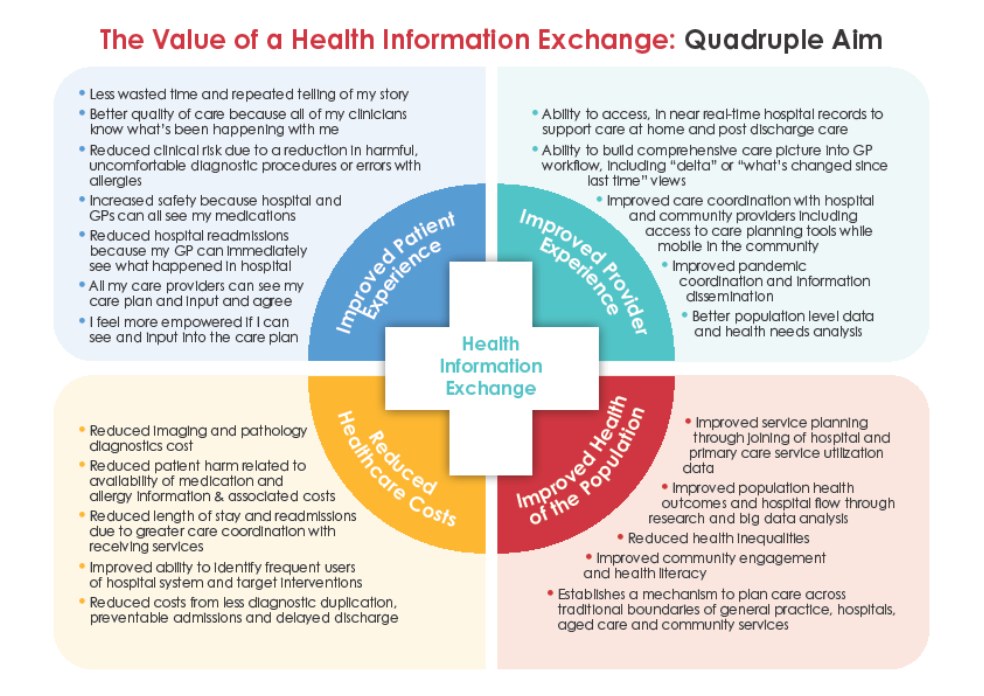 The Value of a Health Information Exchange: Quadruple Aim
• Less wasted time and repeated telling of my story
• Better quality of care because all of my clinicians
know what's been happening with me
• Reduced clinical risk due to a reduction in harmful,
uncomfortable diagnostic procedures or errors with
allergies
• Increased safety because hospital and
GPs can all see my medications
• Reduced hospital readmissions
because my GP can immediately
see what happened in hospital
• All my care providers can see my
care plan and input and agree
• I feel more empowered if I can
see and input into the care plan
Improved Patient
Experience
• Ability to access, in near real-time hospital records to
support care at home and post discharge care
• Ability to build comprehensive care picture into GP
workflow, including "delta" or "what's changed since
last time" views
• Improved care coordination with hospital
and community providers including
access to care planning tools while
mobile in the community
• Improved pandemic
coordination and information
dissemination
• Better population level data
and health needs analysis
Improved Provider
Experience
Health
Information
Exchange
• Reduced imaging and pathology
diagnostics cost
• Reduced patient harm related to
availability of medication and
allergy information & associated costs
• Reduced length of stay and readmissions
due to greater care coordination with
receiving services
• Improved ability to identify frequent users
of hospital system and target interventions
• Reduced costs from less diagnostic duplication,
preventable admissions and delayed discharge
Reduced
Healthcare Costs
Improved Health
of the Population
• Improved service planning
through joining of hospital and
primary care service utilization
data
• Improved population health
outcomes and hospital flow through
research and big data analysis
• Reduced health inequalities
• Improved community engagement
and health literacy
• Establishes a mechanism to plan care across
traditional boundaries of general practice, hospitals,
aged care and community services